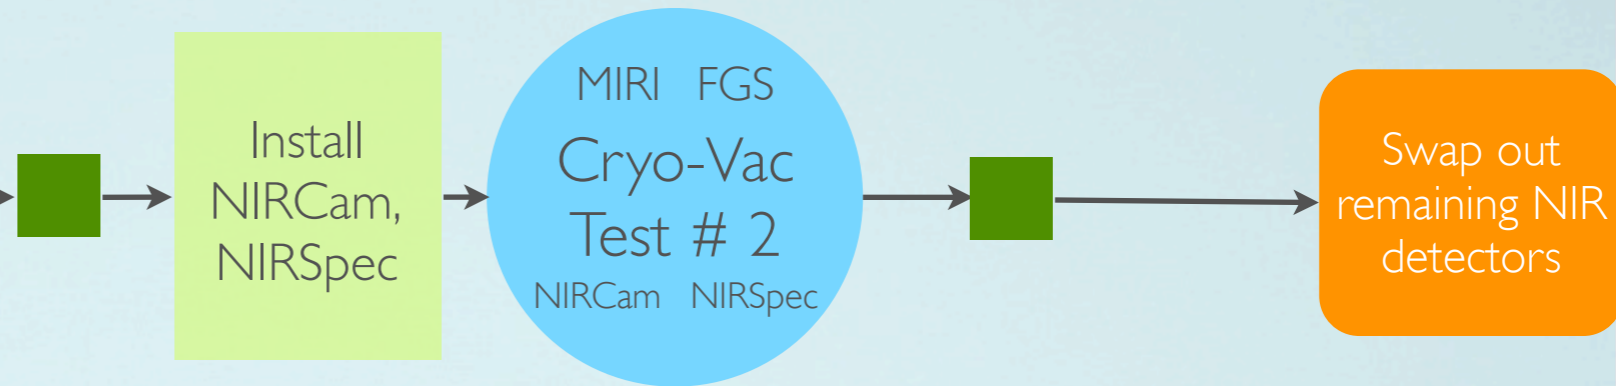 Install
NIRCam,
NIRSpec
MIRI FGS
Cryo-Vac
Test # 2
NIRCam NIRSpec
Swap out
remaining NIR
detectors